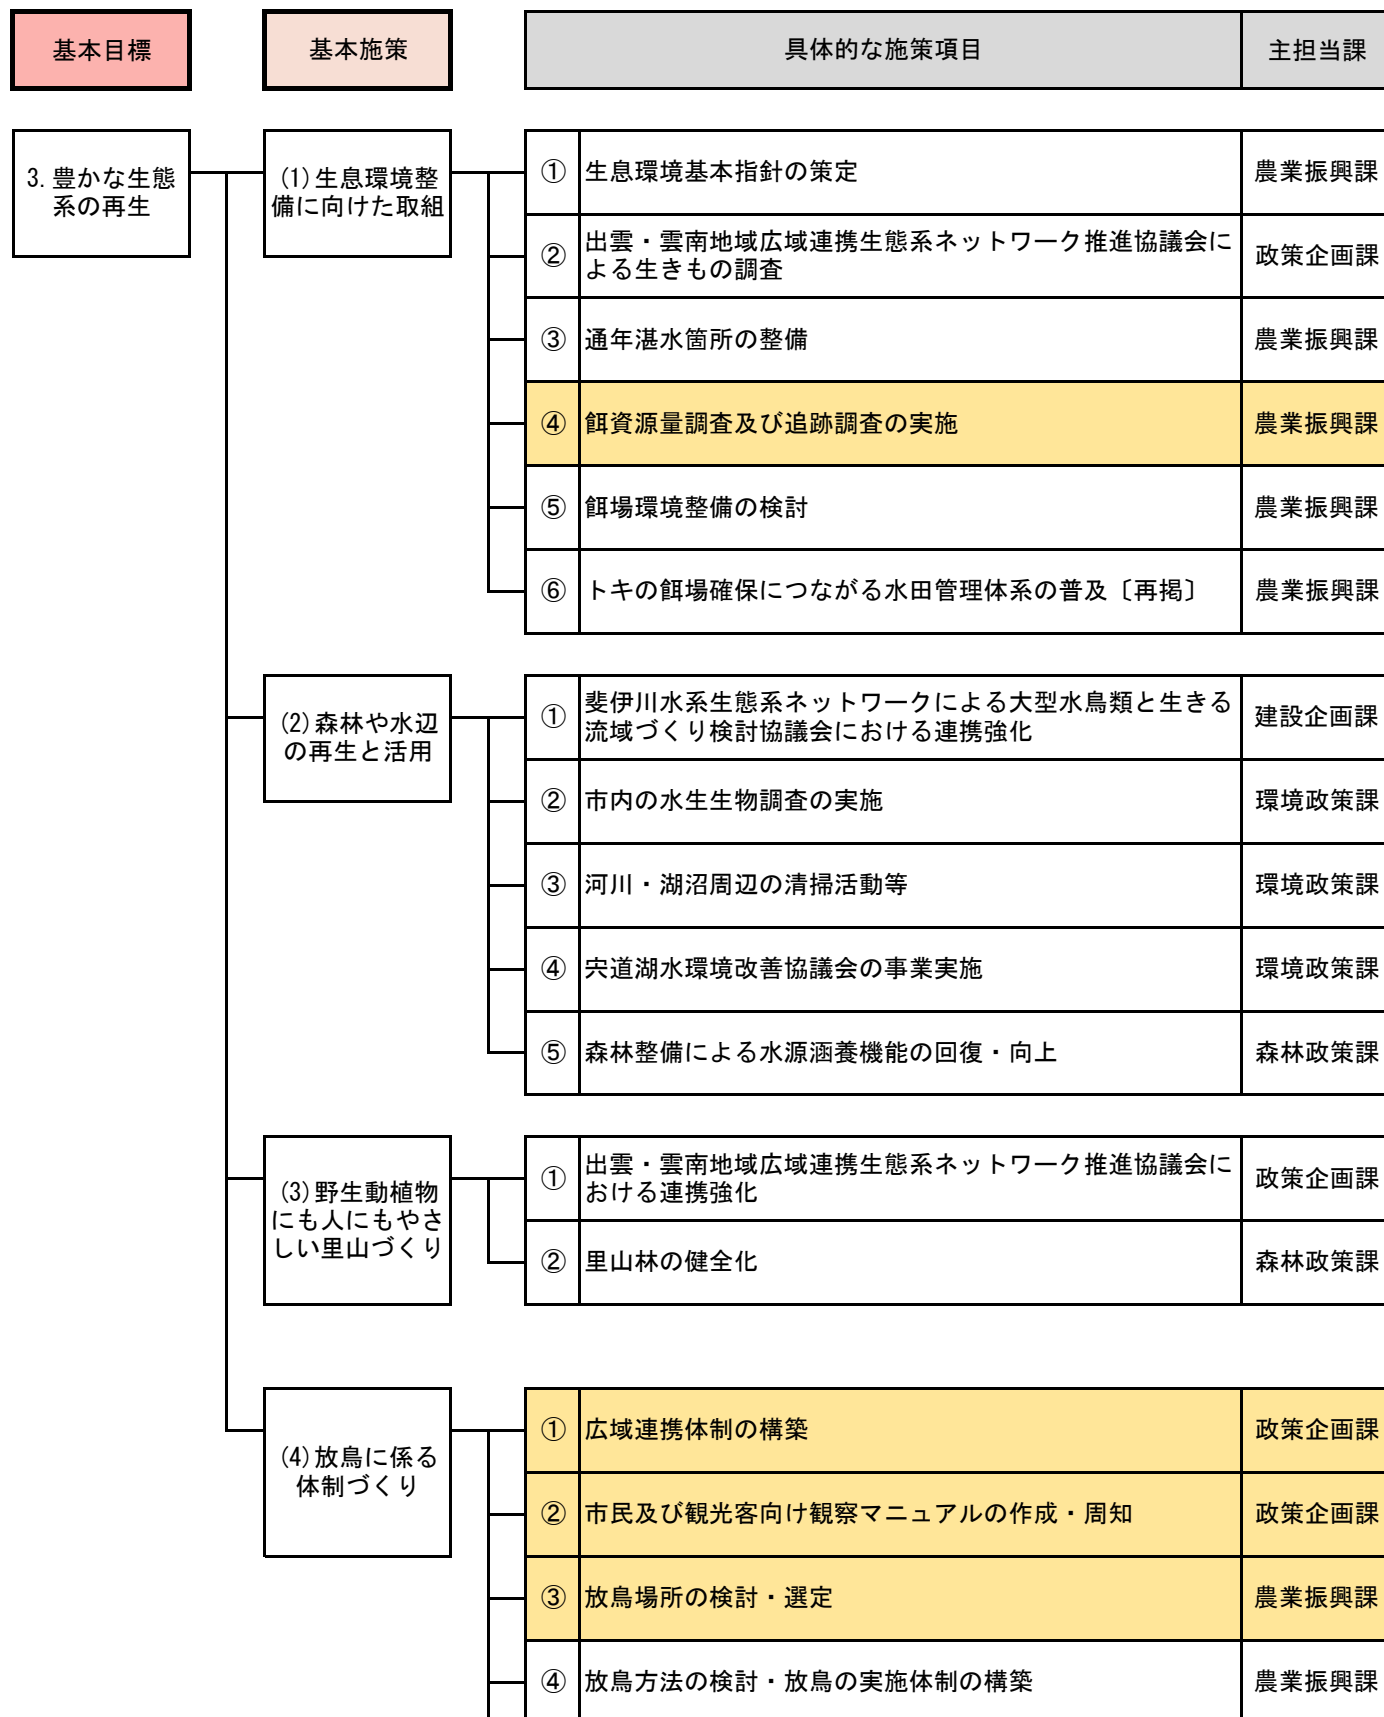 基本目標
基本施策
具体的な施策項目
主担当課
3.豊かな生態
系の再生
(1)生息環境整
備に向けた取組
① 生息環境基本指針の策定 農業振興課
② 出雲・雲南地域広域連携生態系ネットワーク推進協議会に
よる生きもの調査 政策企画課
③ 通年湛水箇所の整備 農業振興課
④ 餌資源量調査及び追跡調査の実施 農業振興課
⑤ 餌場環境整備の検討 農業振興課
⑥ トキの餌場確保につながる水田管理体系の普及〔再掲〕 農業振興課
(2)森林や水辺
の再生と活用
① 斐伊川水系生態系ネットワークによる大型水鳥類と生きる
流域づくり検討協議会における連携強化 建設企画課
② 市内の水生生物調査の実施 環境政策課
③ 河川・湖沼周辺の清掃活動等 環境政策課
④ 宍道湖水環境改善協議会の事業実施 環境政策課
⑤ 森林整備による水源涵養機能の回復・向上 森林政策課
(3)野生動植物
にも人にもやさ
しい里山づくり
① 出雲・雲南地域広域連携生態系ネットワーク推進協議会に
おける連携強化 政策企画課
② 里山林の健全化 森林政策課
(4)放鳥に係る
体制づくり
① 広域連携体制の構築 政策企画課
② 市民及び観光客向け観察マニュアルの作成・周知 政策企画課
③ 放鳥場所の検討・選定 農業振興課
④ 放鳥方法の検討・放鳥の実施体制の構築 農業振興課